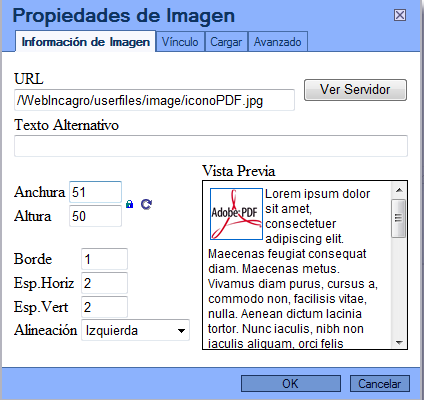 Propiedades de Imagen
Información de Imagen Vínculo Cargar Avanzado
URL
/WebIncagro/userfiles/image/iconoPDF.jpg
Ver Servidor
Texto Alternativo
Vista Previa
Anchura 51
Altura 50
Borde 1
Esp.Horiz 2
Esp.Vert 2
Alineación Izquierda
Adobe PDF
Lorem ipsum dolor
sit amet,
consectetuer
adipiscing elit.
Maecenas feugiat consequat
diam. Maecenas metus.
Vivamus diam purus, cursus a,
commodo non, facilisis vitae,
nulla. Aenean dictum lacinia
tortor. Nunc iaculis, nibh non
iaculis aliquam, orci felis
OK Cancelar